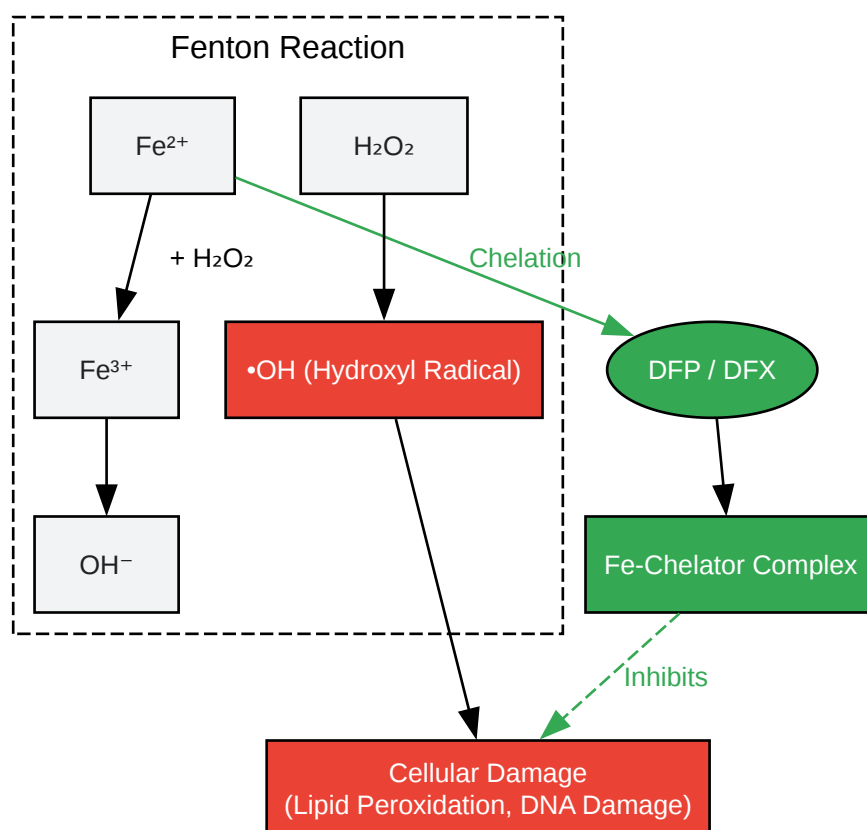 Fenton Reaction
Fe²⁺
H₂O₂
+ H₂O₂
Chelation
Fe³⁺
•OH (Hydroxyl Radical)
DFP / DFX
OH⁻
Fe-Chelator Complex
Inhibits
Cellular Damage
(Lipid Peroxidation, DNA Damage)